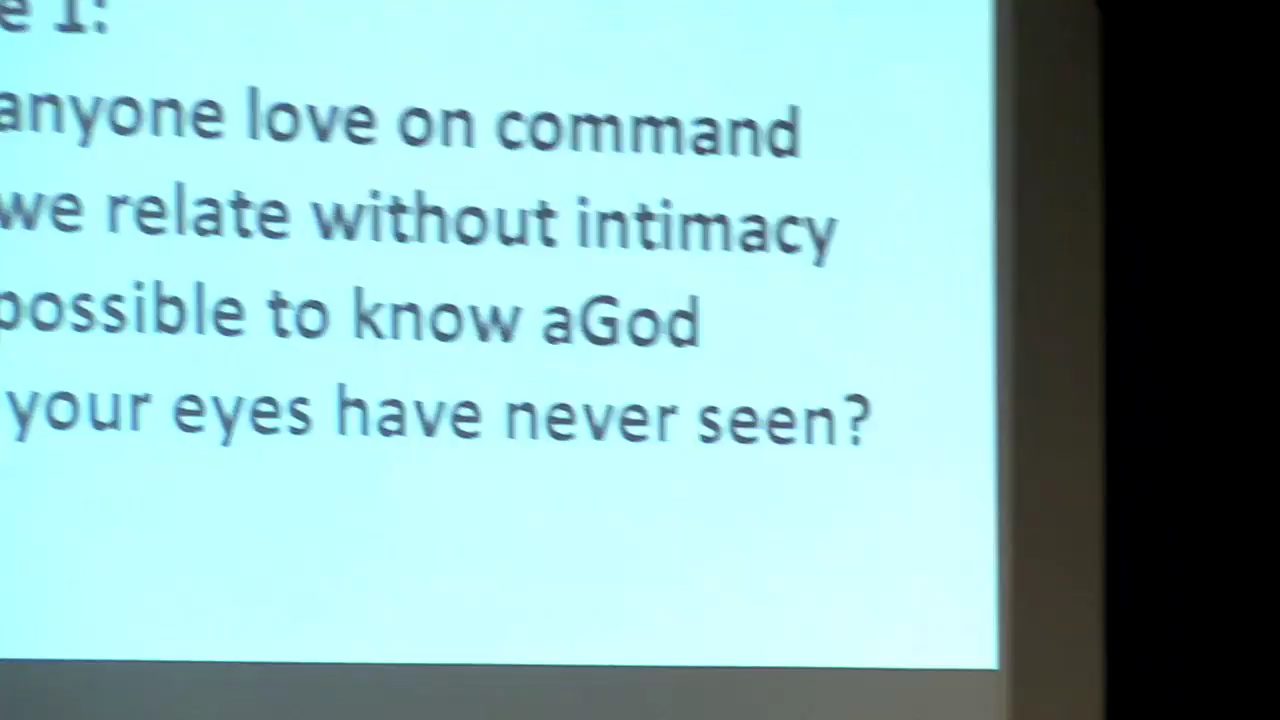 e 1:
anyone love on command
we relate without intimacy
possible to know aGod
your eyes have never seen?